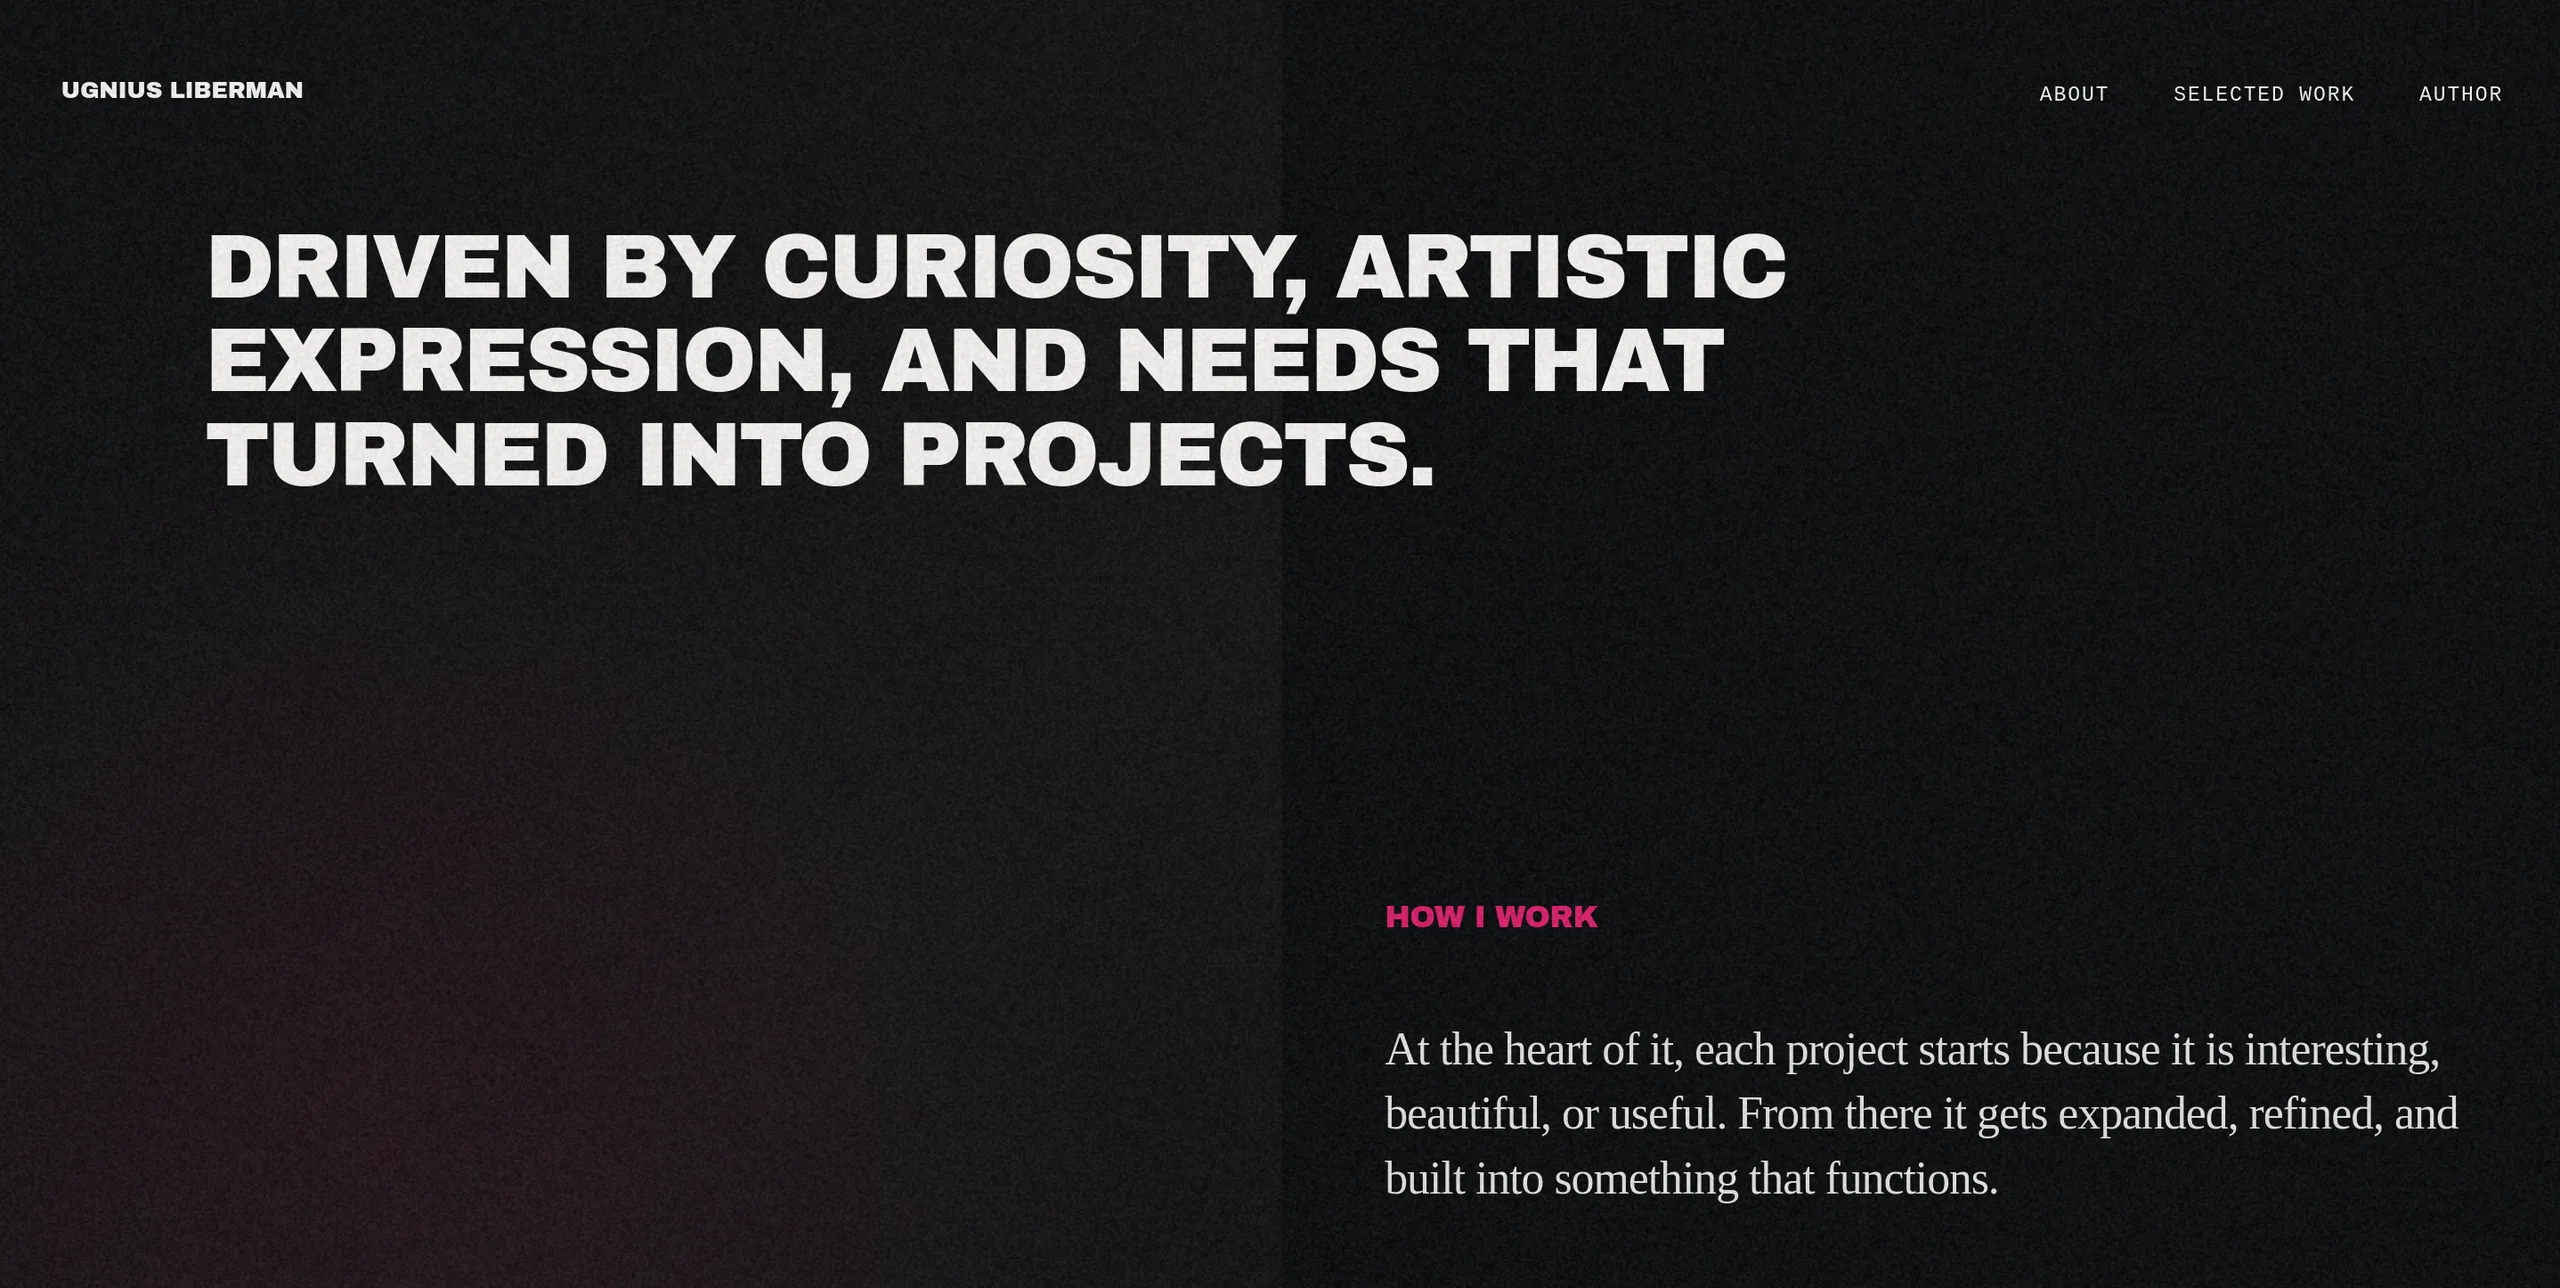 UGNIUS LIBERMAN
ABOUT
SELECTED WORK
AUTHOR
DRIVEN BY CURIOSITY, ARTISTIC
EXPRESSION, AND NEEDS THAT
TURNED INTO PROJECTS.
HOW I WORK
At the heart of it, each project starts because it is interesting,
beautiful, or useful. From there it gets expanded, refined, and
built into something that functions.